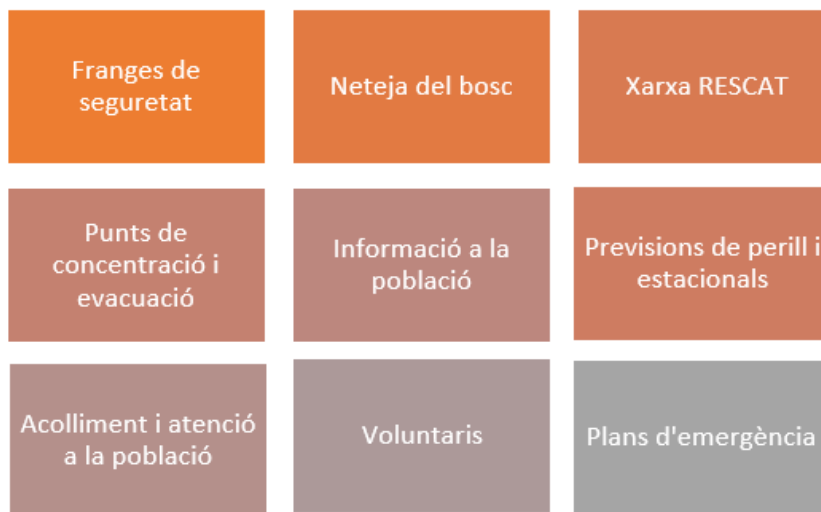 Franges de
seguretat
Neteja del bosc
Xarxa RESCAT
Punts de
concentració i
evacuació
Informació a la
població
Previsions de perill i
estacionals
Acolliment i atenció
a la població
Voluntaris
Plans d'emergència